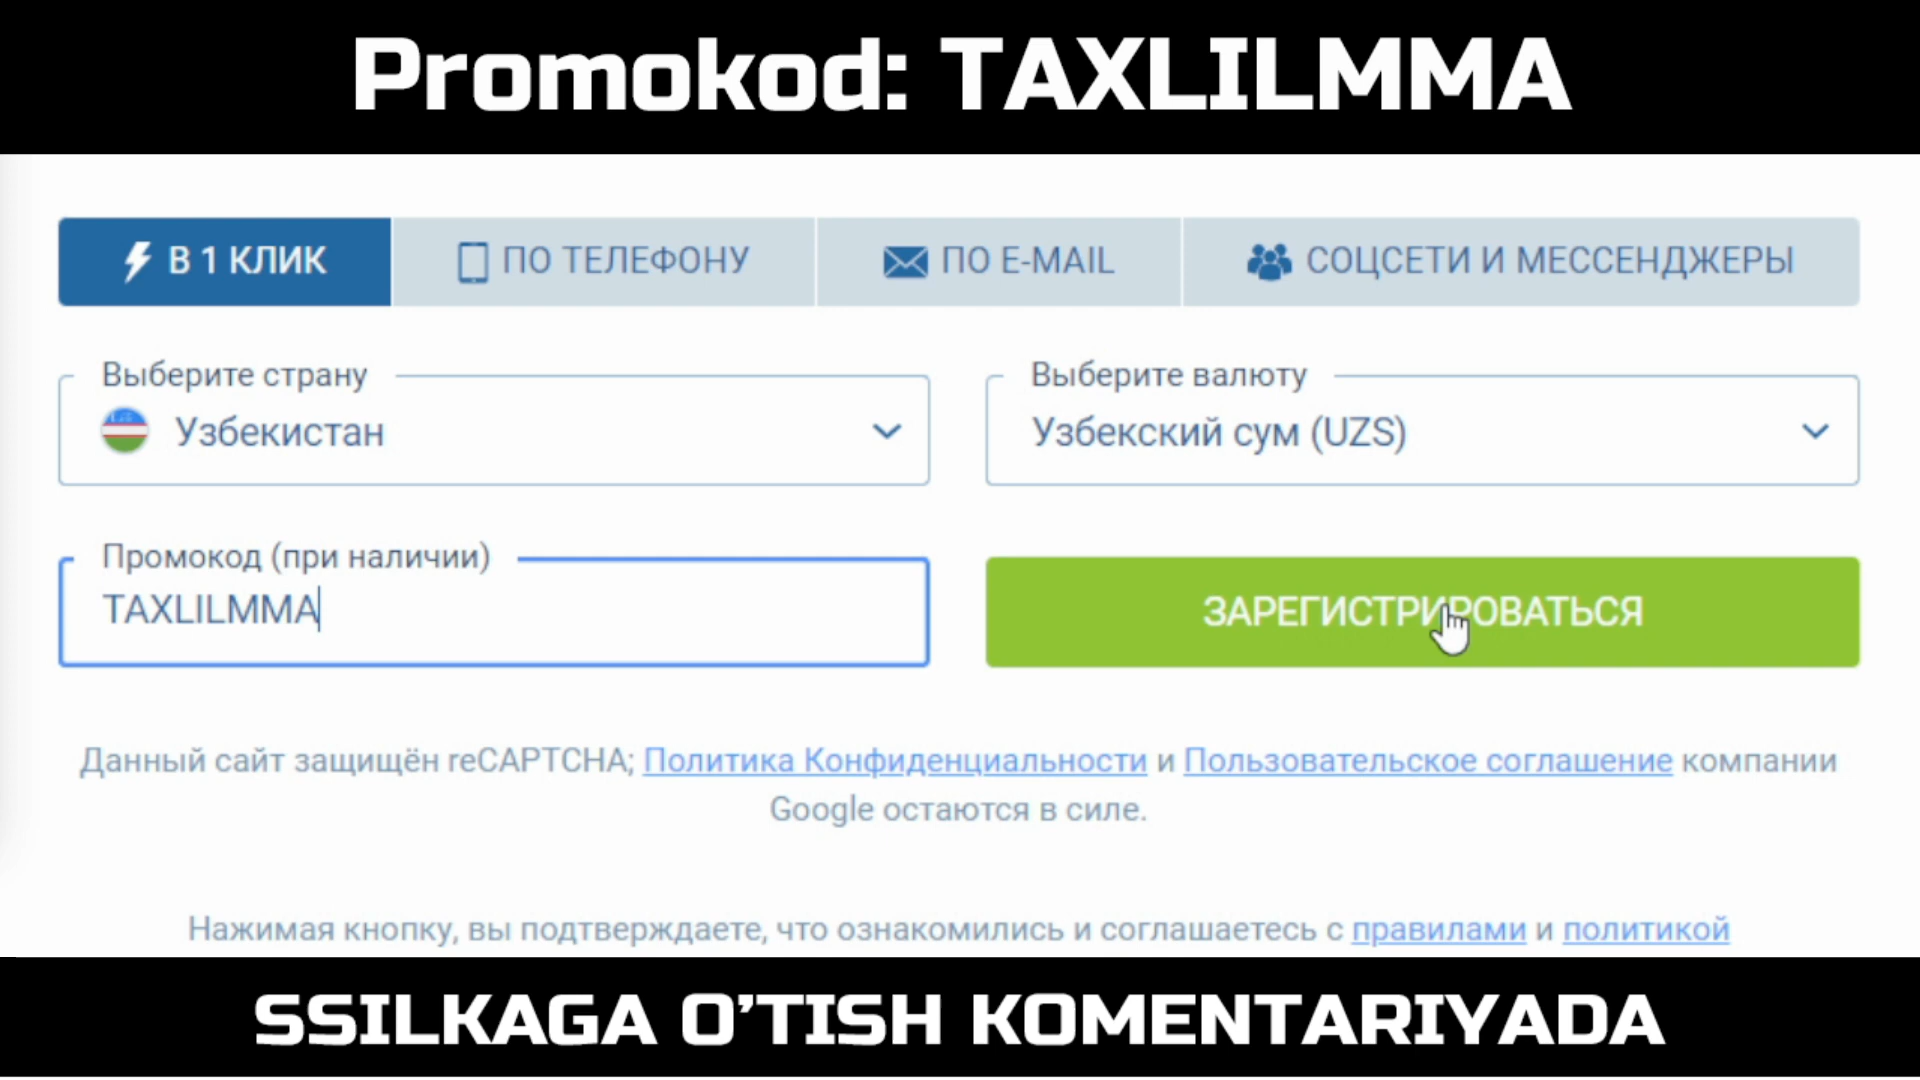 Promokod: TAXLILMMA
В 1 КЛИК
ПО ТЕЛЕФОНУ
ПО E-MAIL
СОЦСЕТИ И МЕССЕНДЖЕРЫ
Выберите страну
Узбекистан
Выберите валюту
Узбекский сум (UZS)
Промокод (при наличии)
TAXLILMMA
ЗАРЕГИСТРИРОВАТЬСЯ
Данный сайт защищён reCAPTCHA; Политика Конфиденциальности и Пользовательское соглашение компании
Google остаются в силе.
Нажимая кнопку, вы подтверждаете, что ознакомились и соглашаетесь с правилами и политикой
SSILKAGA O’TISH KOMENTARIYADA